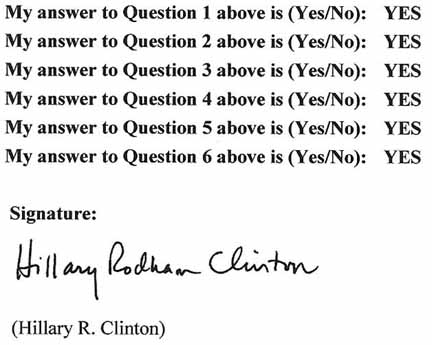 My answer to Question 1 above is (Yes/No): YES
My answer to Question 2 above is (Yes/No): YES
My answer to Question 3 above is (Yes/No): YES
My answer to Question 4 above is (Yes/No): YES
My answer to Question 5 above is (Yes/No): YES
My answer to Question 6 above is (Yes/No): YES
Signature:
Hillary Rodham Clinton
(Hillary R. Clinton)